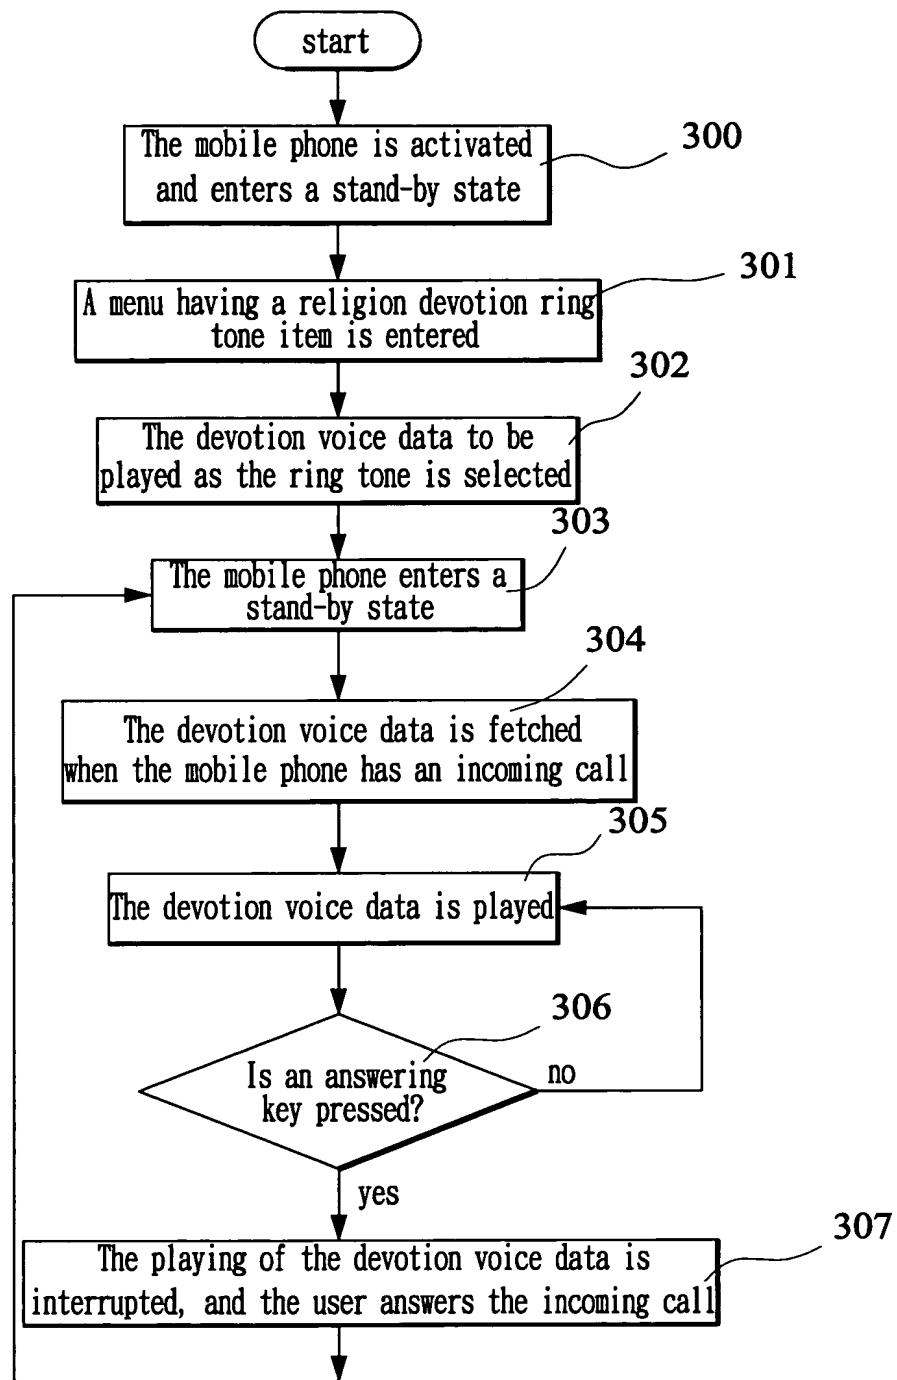 start
The mobile phone is activated
and enters a stand-by state
300
A menu having a religion devotion ring
tone item is entered
301
The devotion voice data to be
played as the ring tone is selected
302
The mobile phone enters a
stand-by state
303
The devotion voice data is fetched
when the mobile phone has an incoming call
304
The devotion voice data is played
305
Is an answering
key pressed?
306
no
yes
The playing of the devotion voice data is
interrupted, and the user answers the incoming call
307